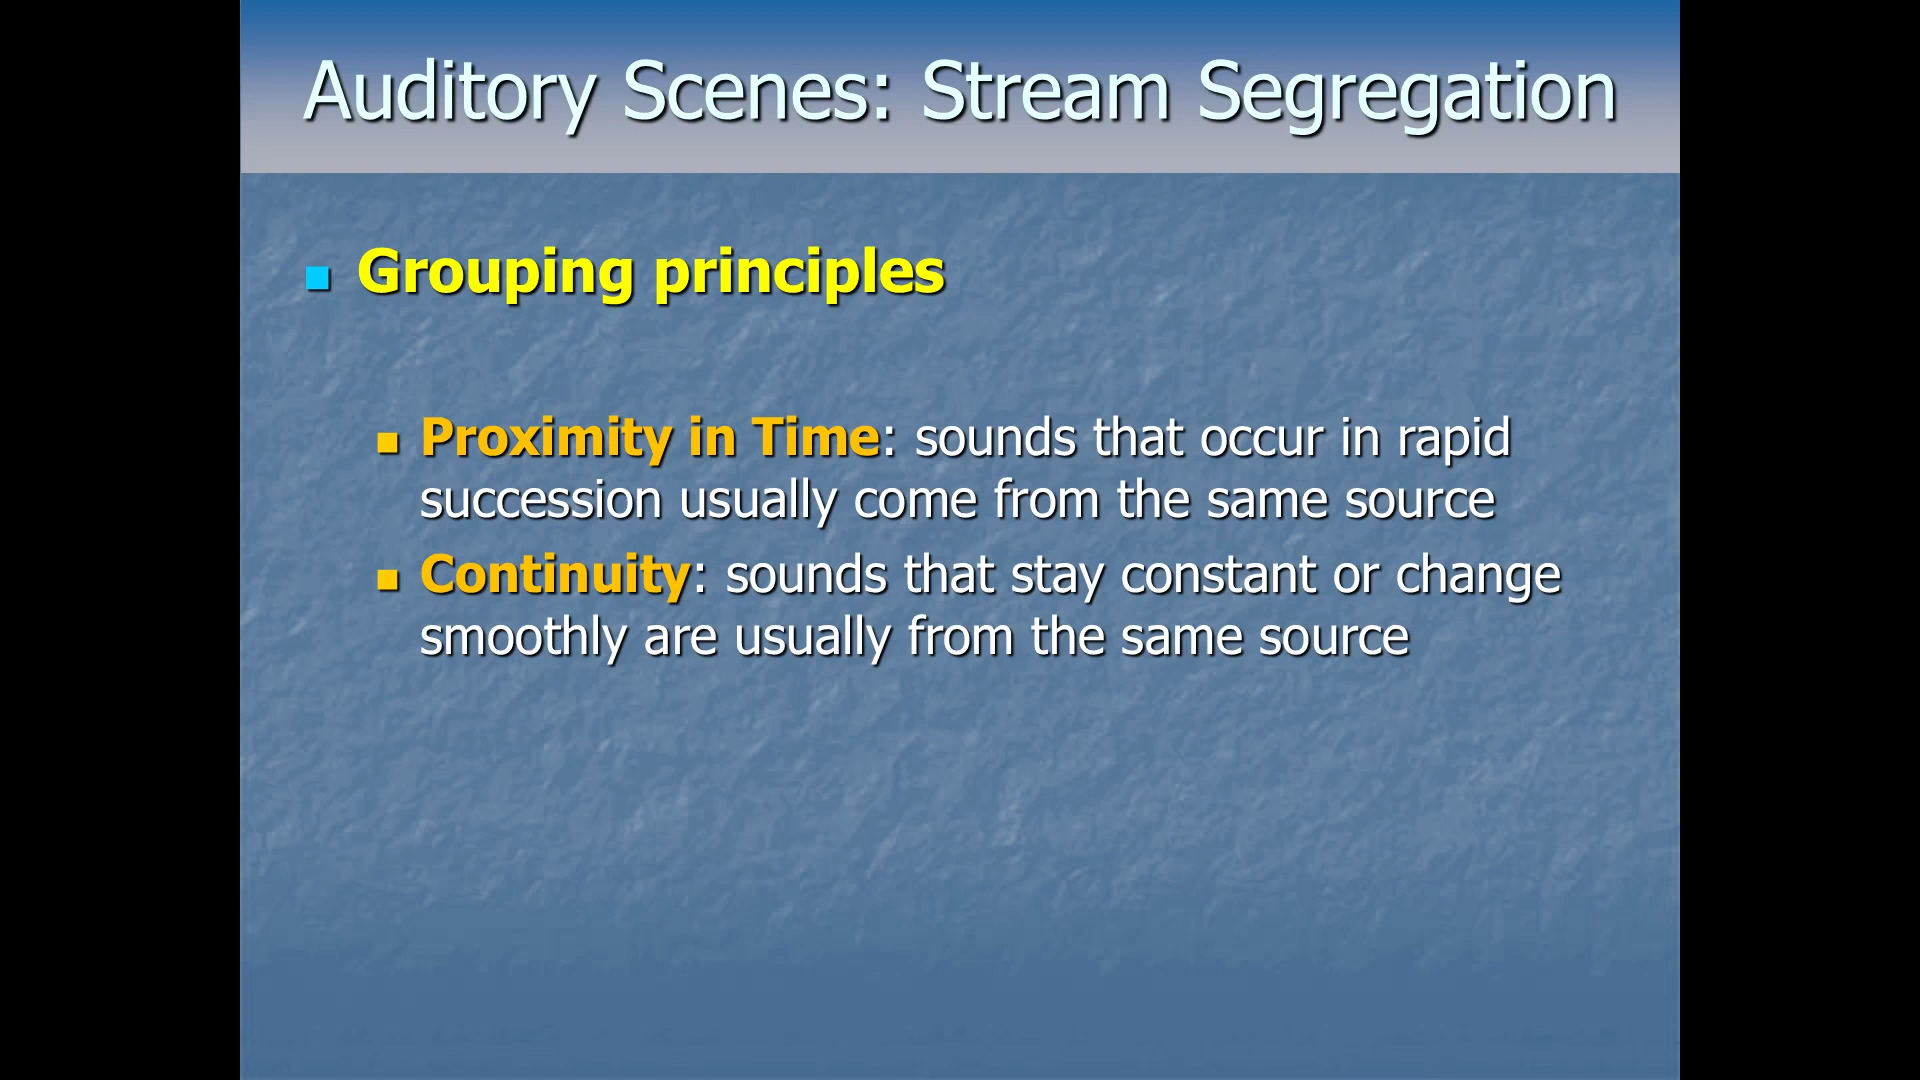 Auditory Scenes: Stream Segregation
Grouping principles
Proximity in Time: sounds that occur in rapid
succession usually come from the same source
Continuity: sounds that stay constant or change
smoothly are usually from the same source